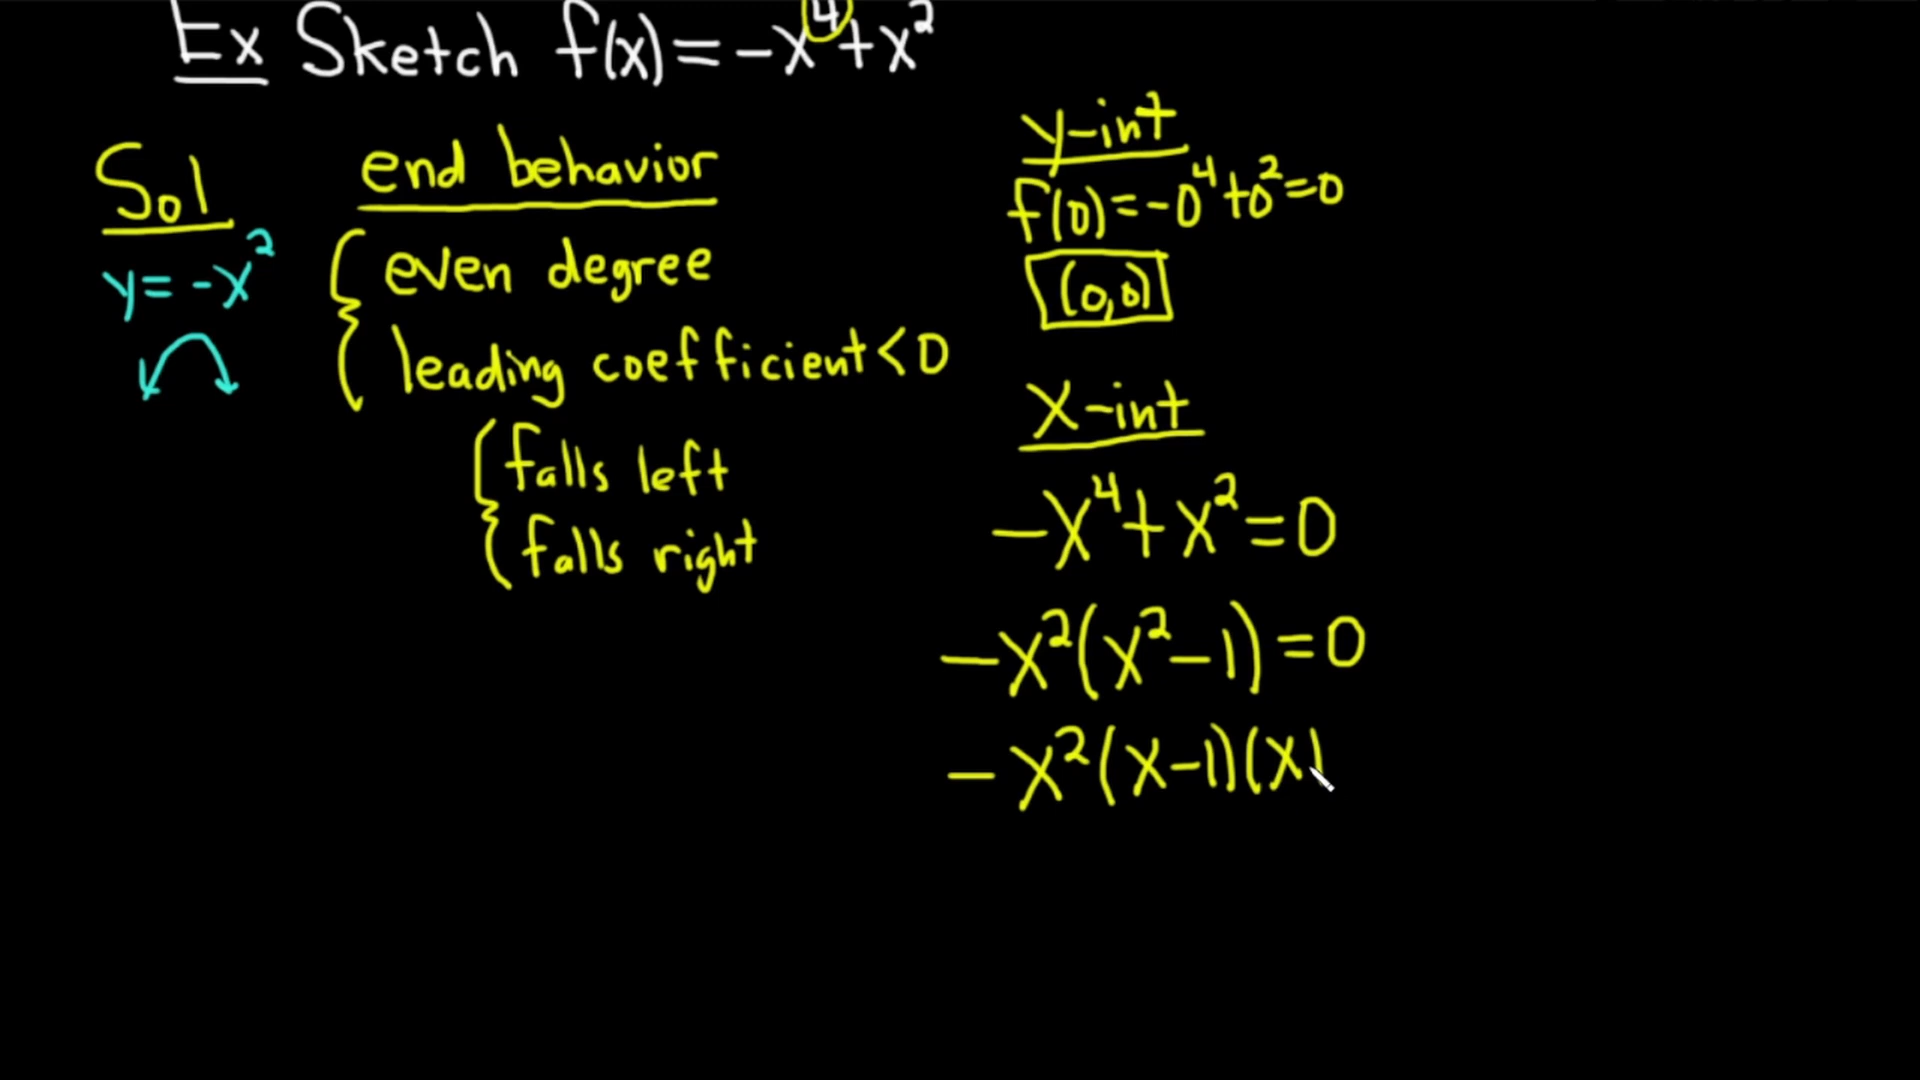 Ex Sketch f(x) = -x⁴ + x²
Sol
y = -x²
end behavior
even degree
leading coefficient < 0
falls left
falls right
y-int
f(0) = -0⁴ + 0² = 0
(0,0)
x-int
-x⁴ + x² = 0
-x²(x² - 1) = 0
-x²(x - 1)(x